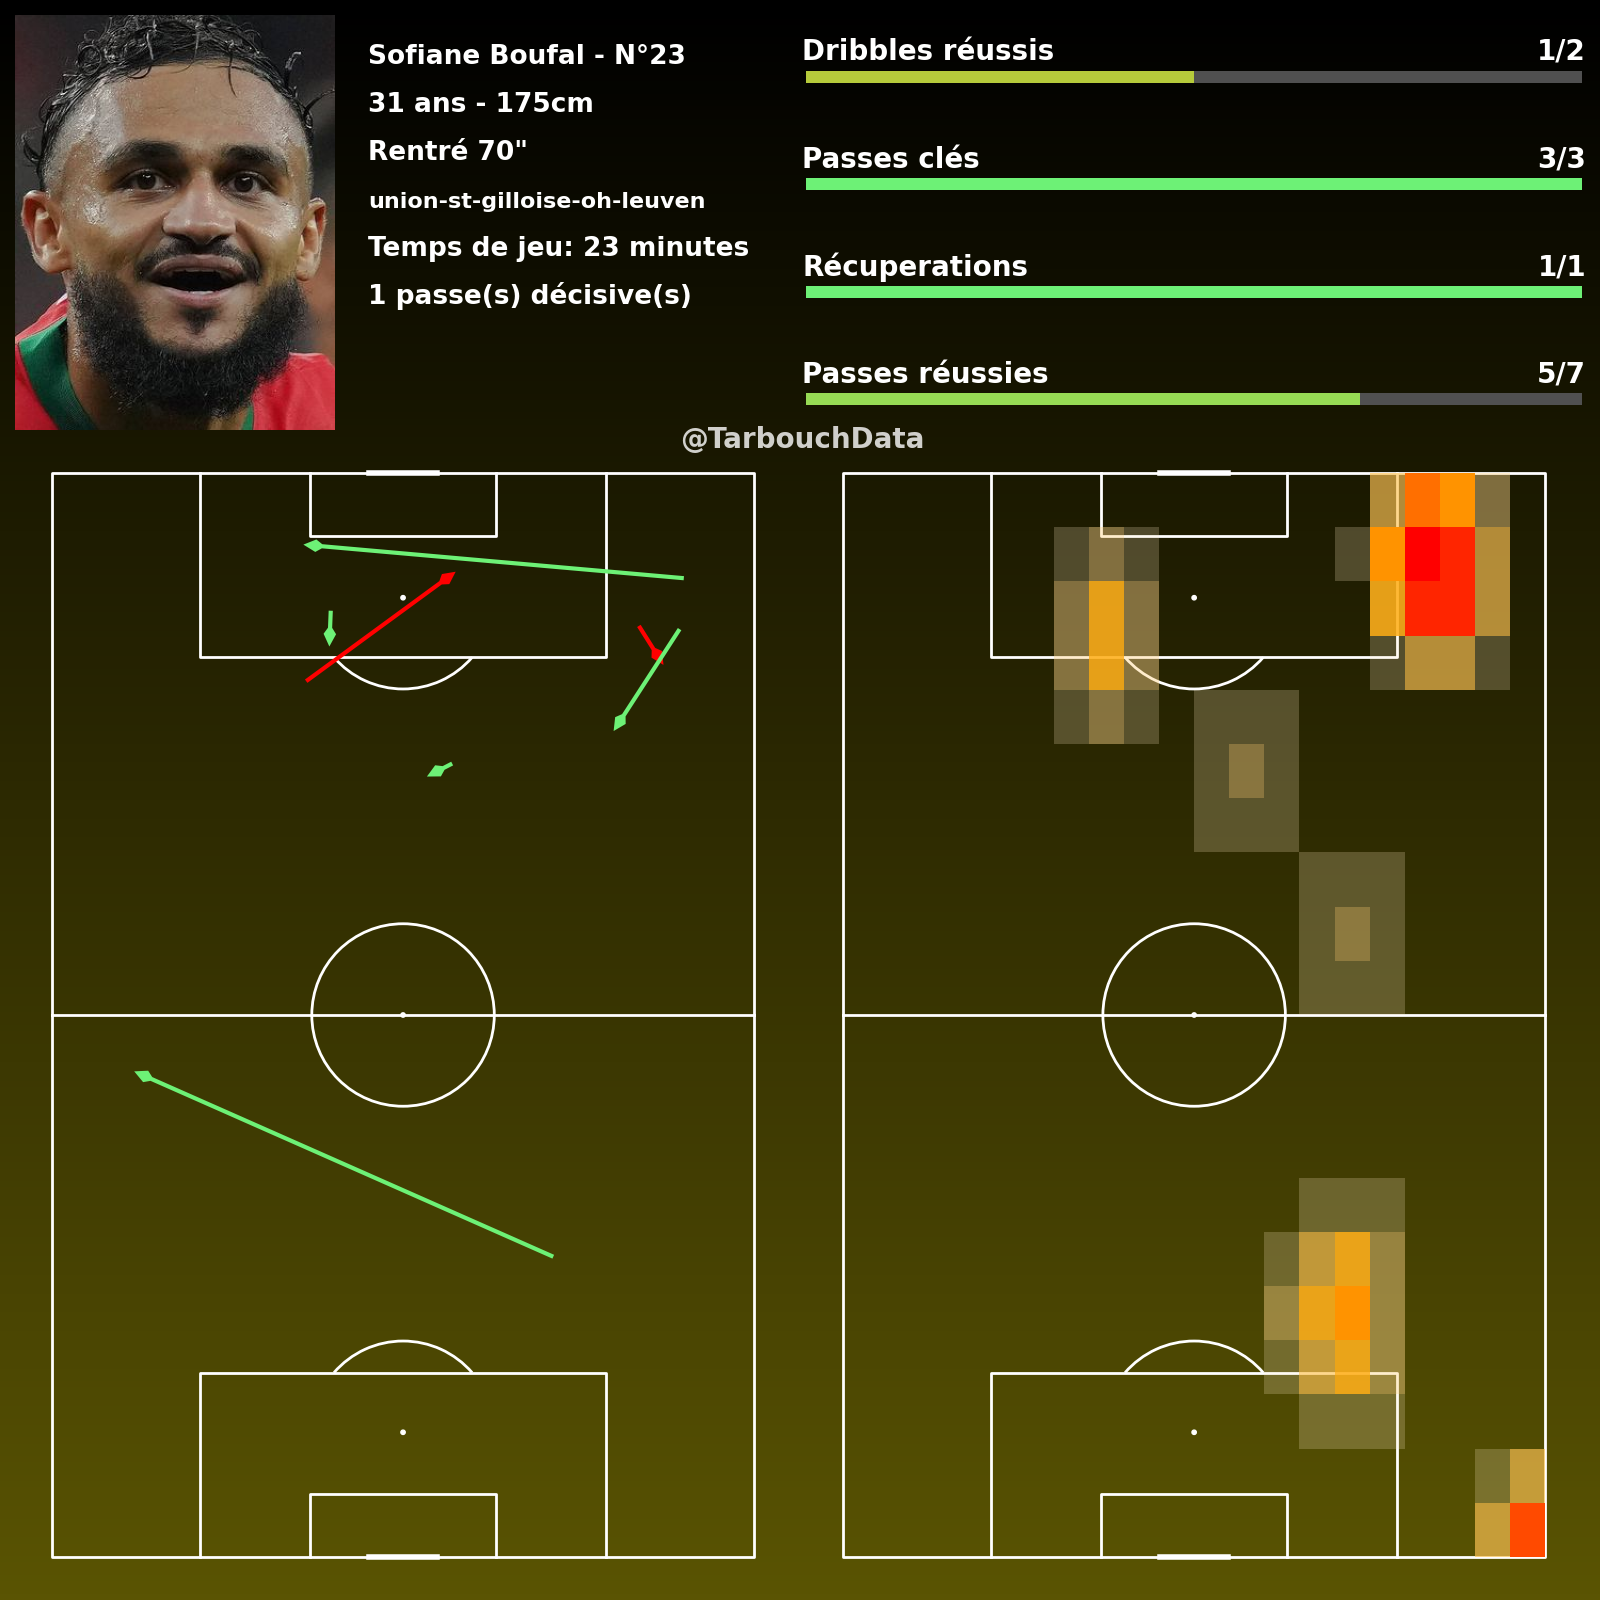 Sofiane Boufal - N°23
31 ans - 175cm
Rentré 70"
union-st-gilloise-oh-leuven
Temps de jeu: 23 minutes
1 passe(s) décisive(s)
Dribbles réussis 1/2
Passes clés 3/3
Récuperations 1/1
Passes réussies 5/7
@TarbouchData